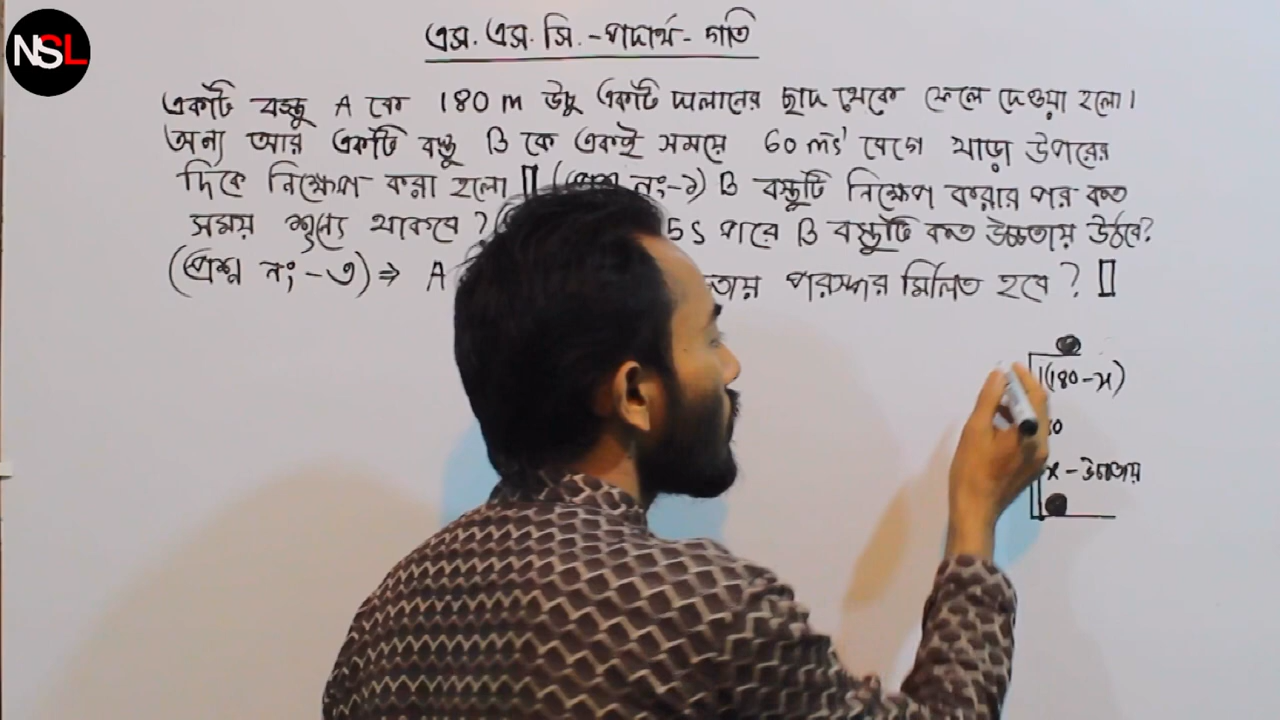 NSL
এস. এস. সি. - পদার্থ - গতি
একটি বস্তু A কে 180 m উচু একটি দালানের ছাদ থেকে ফেলে দেওয়া হলো।
অন্য আর একটি বস্তু B কে একই সময়ে 60 ms⁻¹ বেগে খাড়া উপরের
দিকে নিক্ষেপ করা হলো॥ (প্রশ্ন নং-১) B বস্তুটি নিক্ষেপ করার পর কত
সময় শূন্যে থাকবে? 5s পরে B বস্তুটি কত উচ্চতায় উঠবে?
(প্রশ্ন নং-৩) ⇒ A পরস্পর মিলিত হবে? ॥
(180-x)
x - উচ্চতায়